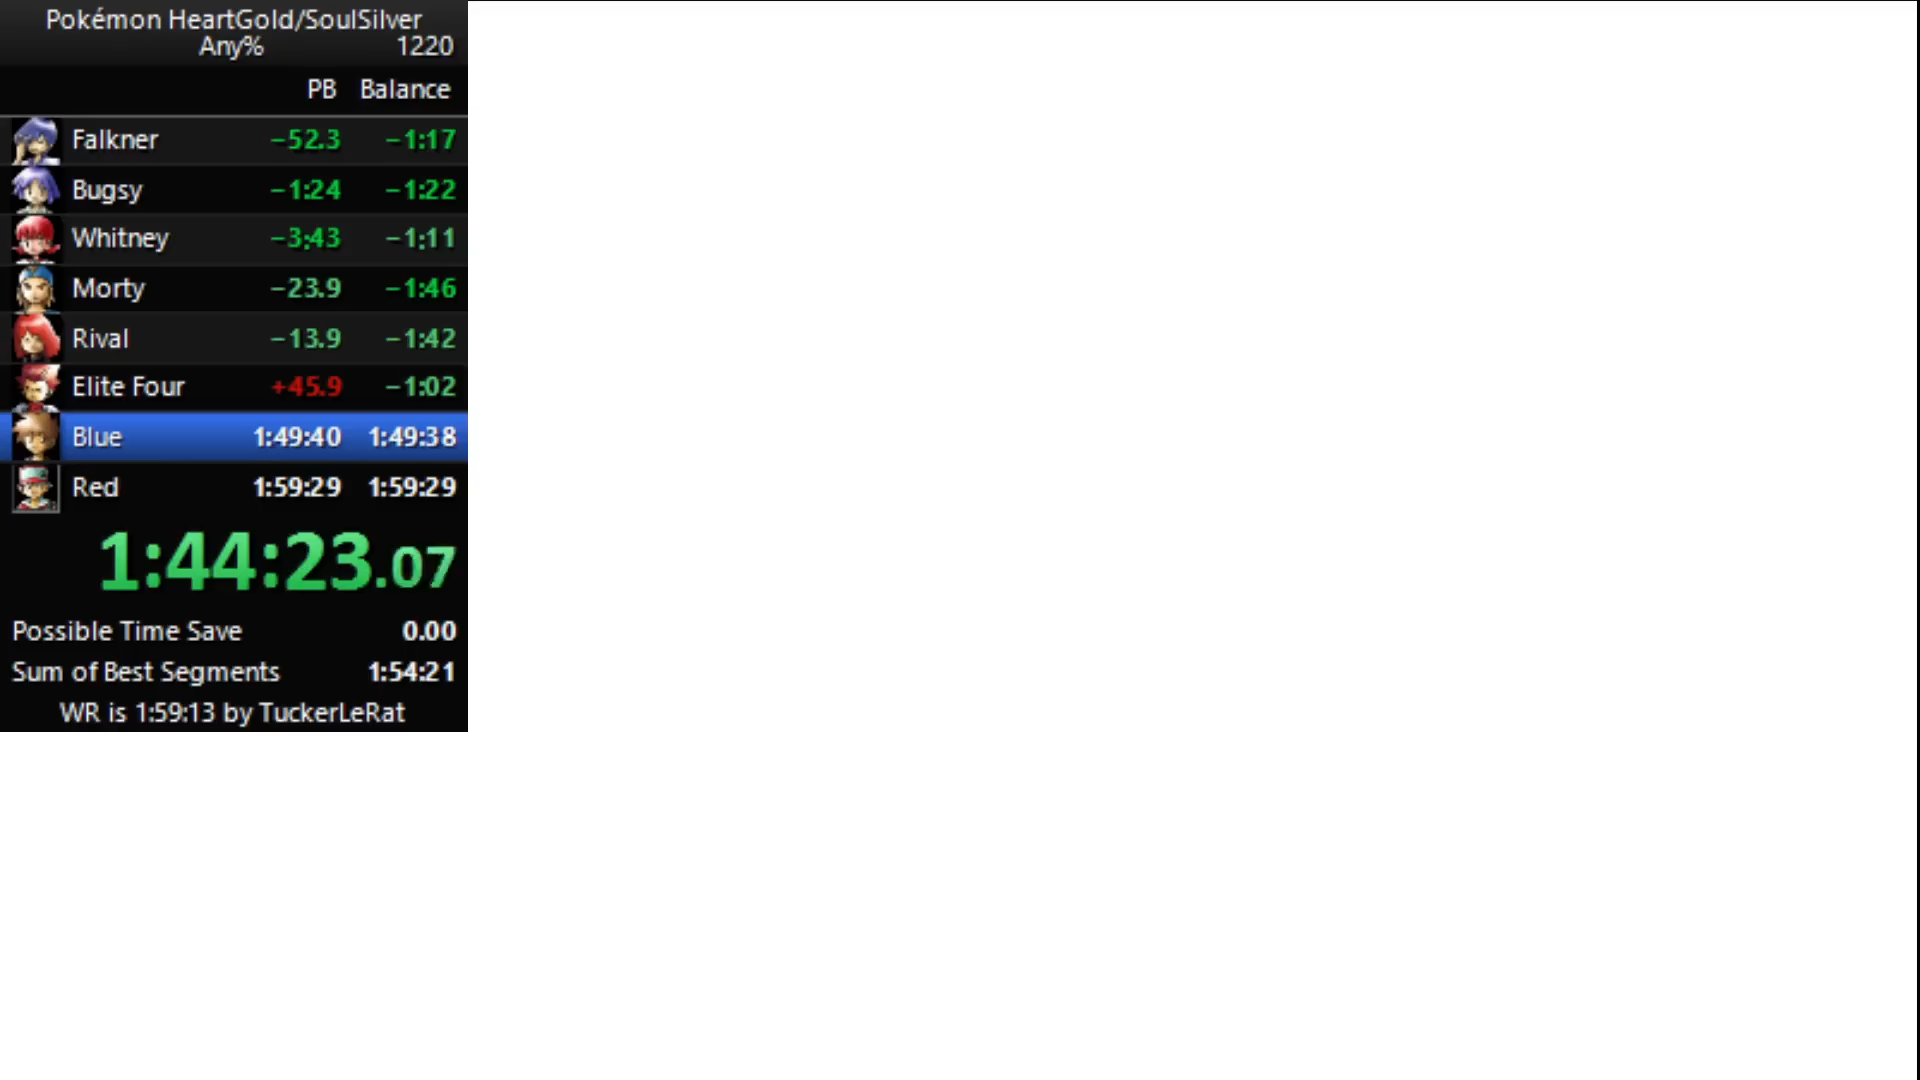 Pokémon HeartGold/SoulSilver
Any% 1220
PB Balance
Falkner −52.3 −1:17
Bugsy −1:24 −1:22
Whitney −3:43 −1:11
Morty −23.9 −1:46
Rival −13.9 −1:42
Elite Four +45.9 −1:02
Blue 1:49:40 1:49:38
Red 1:59:29 1:59:29
1:44:23.07
Possible Time Save 0.00
Sum of Best Segments 1:54:21
WR is 1:59:13 by TuckerLeRat